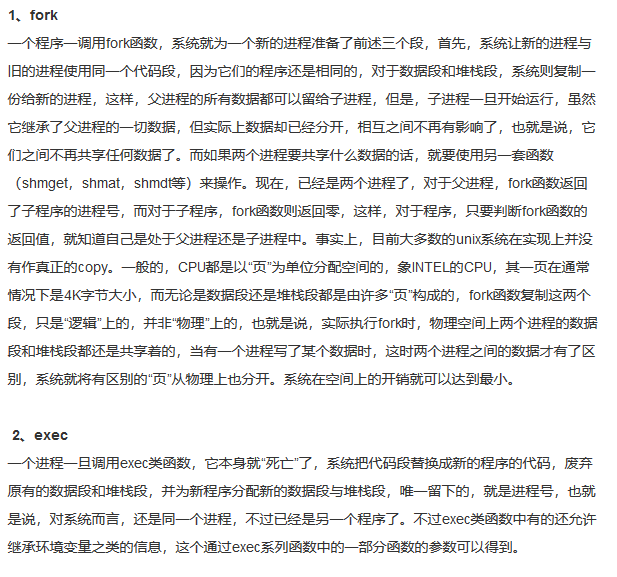 1、fork
一个程序一调用fork函数，系统就为一个新的进程准备了前述三个段，首先，系统让新的进程与
旧的进程使用同一个代码段，因为它们的程序还是相同的，对于数据段和堆栈段，系统则复制一
份给新的进程，这样，父进程的所有数据都可以留给子进程，但是，子进程一旦开始运行，虽然
它继承了父进程的一切数据，但实际上数据却已经分开，相互之间不再有影响了，也就是说，它
们之间不再共享任何数据了。而如果两个进程要共享什么数据的话，就要使用另一套函数
（shmget，shmat，shmdt等）来操作。现在，已经是两个进程了，对于父进程，fork函数返回
了子程序的进程号，而对于子程序，fork函数则返回零，这样，对于程序，只要判断fork函数的
返回值，就知道自己是处于父进程还是子进程中。事实上，目前大多数的unix系统在实现上并没
有作真正的copy。一般的，CPU都是以“页”为单位分配空间的，象INTEL的CPU，其一页在通常
情况下是4K字节大小，而无论是数据段还是堆栈段都是由许多“页”构成的，fork函数复制这两个
段，只是“逻辑”上的，并非“物理”上的，也就是说，实际执行fork时，物理空间上两个进程的数据
段和堆栈段都还是共享着的，当有一个进程写了某个数据时，这时两个进程之间的数据才有了区
别，系统就将有区别的“页”从物理上也分开。系统在空间上的开销就可以达到最小。
2、exec
一个进程一旦调用exec类函数，它本身就“死亡”了，系统把代码段替换成新的程序的代码，废弃
原有的数据段和堆栈段，并为新程序分配新的数据段与堆栈段，唯一留下的，就是进程号，也就
是说，对系统而言，还是同一个进程，不过已经是另一个程序了。不过exec类函数中有的还允许
继承环境变量之类的信息，这个通过exec系列函数中的一部分函数的参数可以得到。